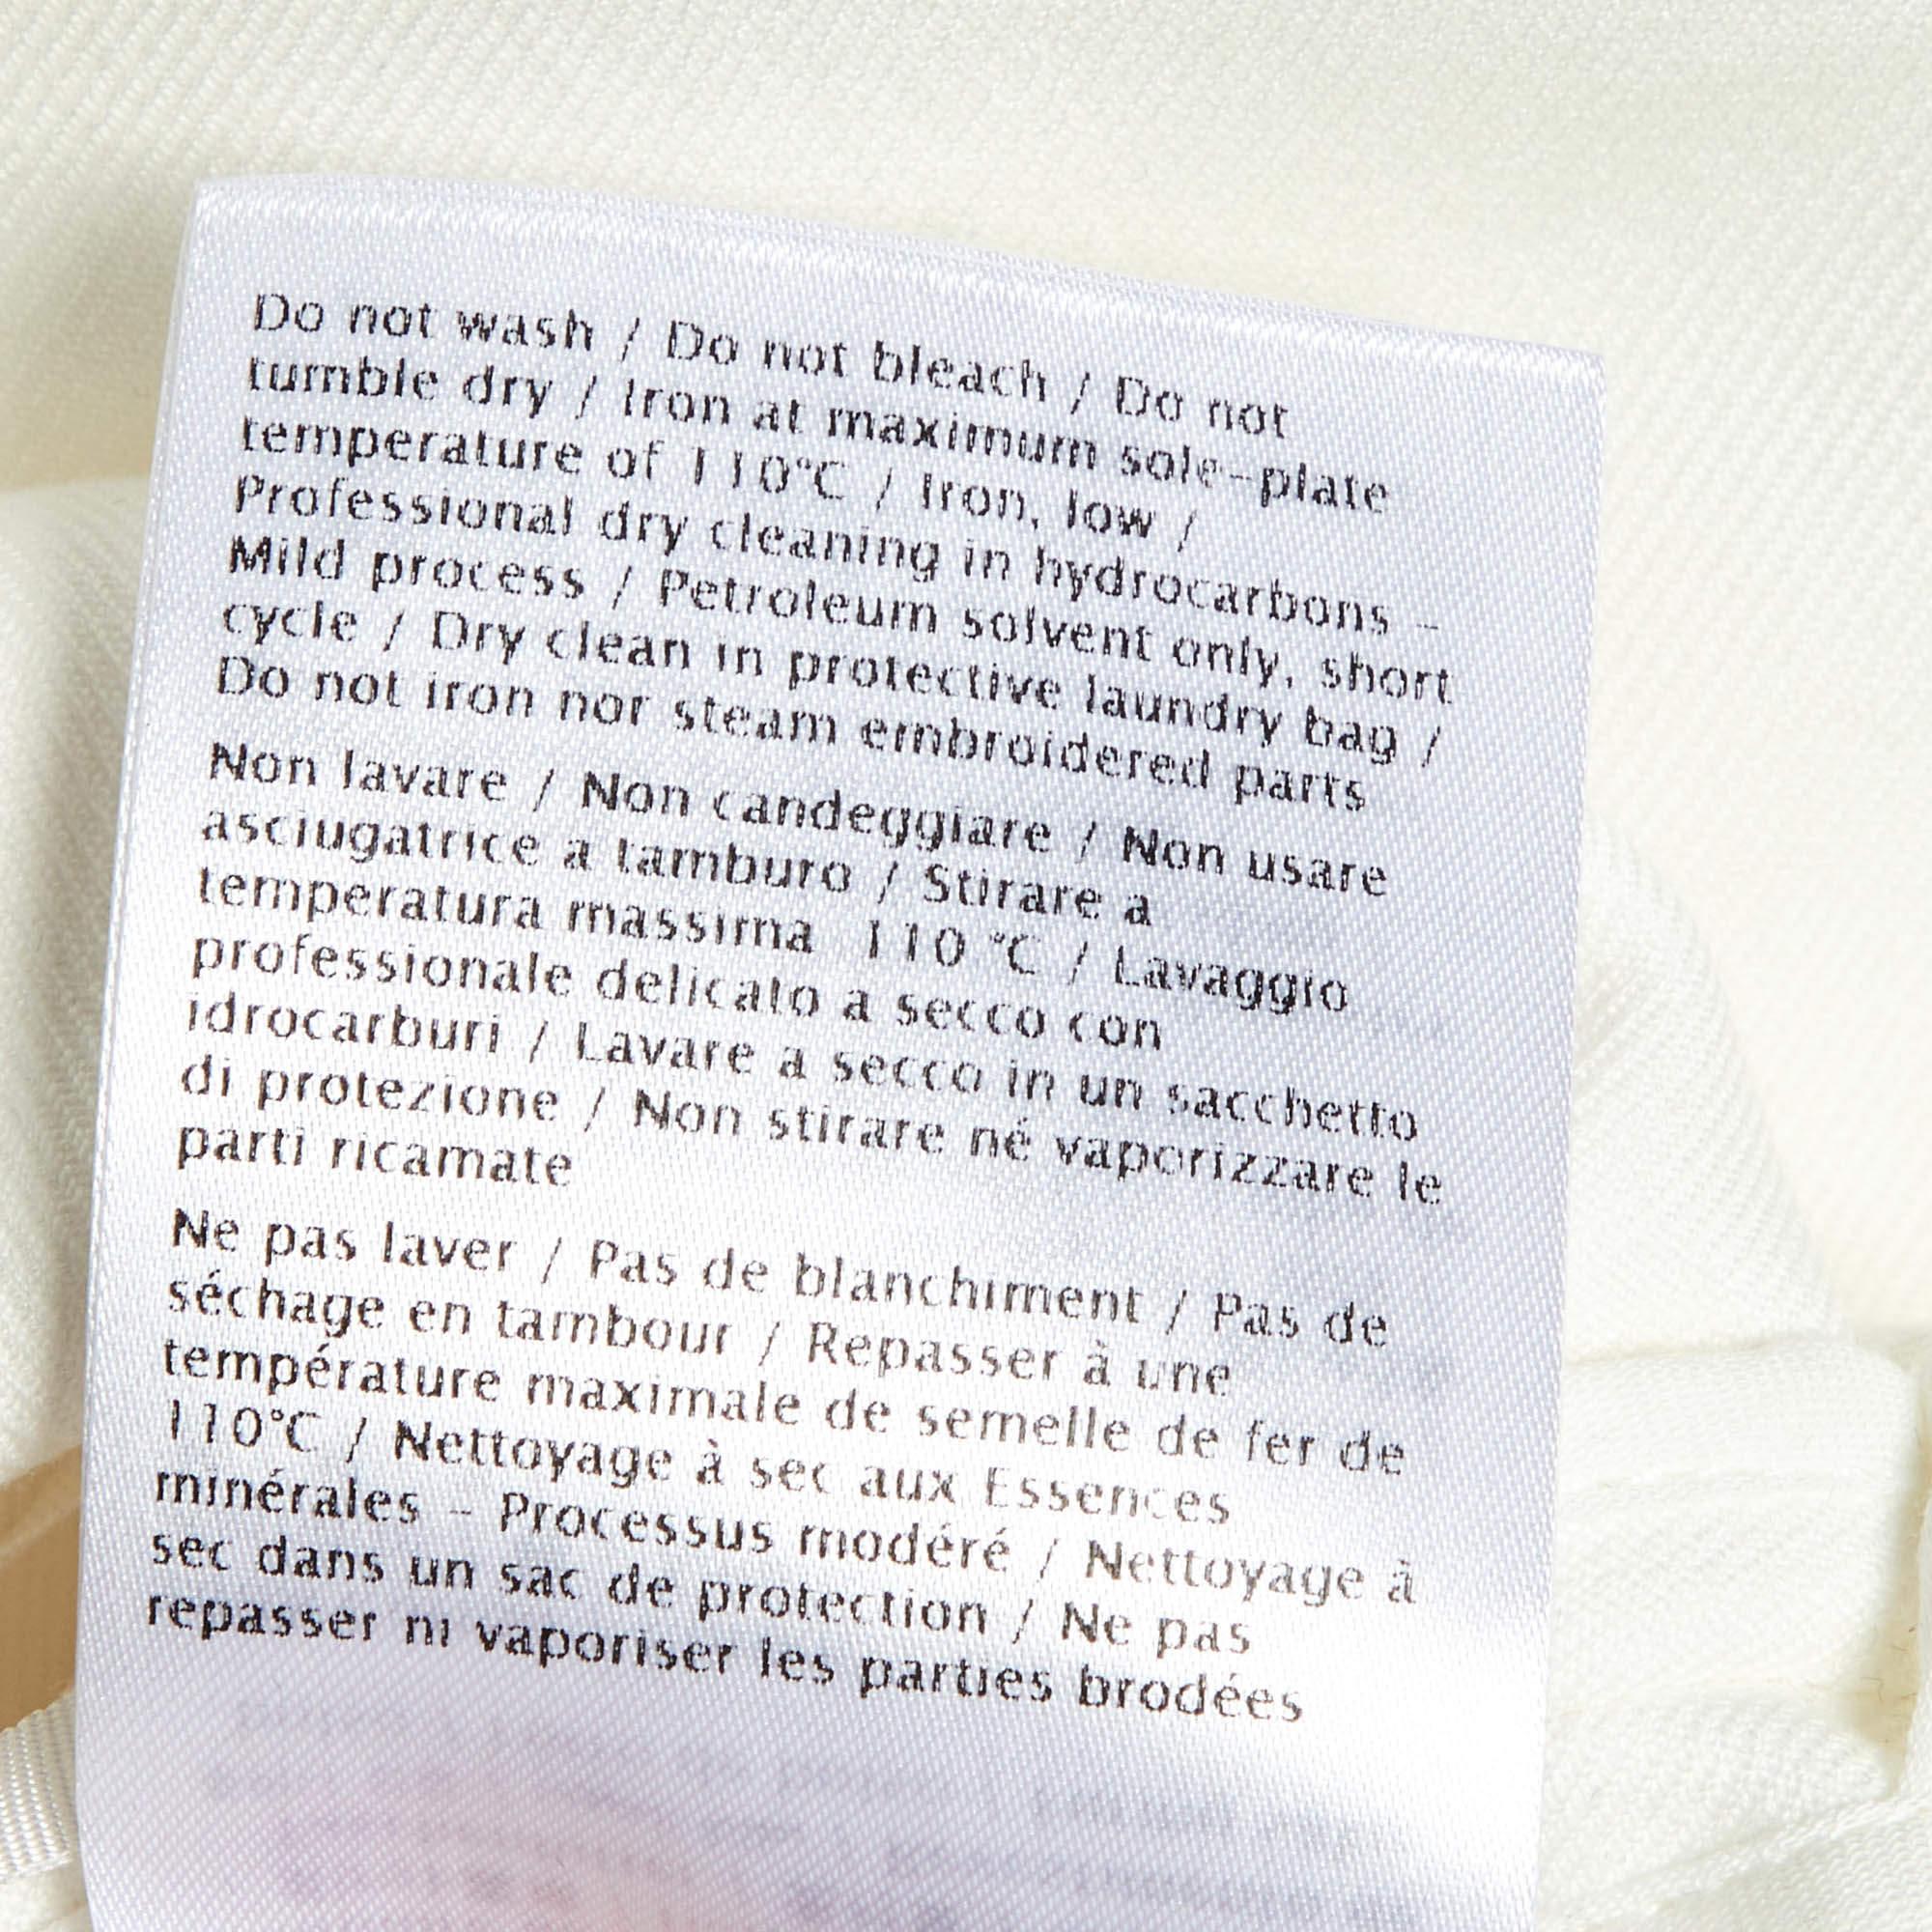 Do not wash / Do not bleach / Do not
tumble dry / Iron at maximum sole-plate
temperature of 110°C / Iron, low /
Professional dry cleaning in hydrocarbons -
Mild process / Petroleum solvent only, short
cycle / Dry clean in protective laundry bag /
Do not iron nor steam embroidered parts
Non lavare / Non candeggiare / Non usare
asciugatrice a tamburo / Stirare a
temperatura massima 110 °C / Lavaggio
professionale delicato a secco con
idrocarburi / Lavare a secco in un sacchetto
di protezione / Non stirare né vaporizzare le
parti ricamate
Ne pas laver / Pas de blanchiment / Pas de
séchage en tambour / Repasser à une
température maximale de semelle de fer de
110°C / Nettoyage à sec aux Essences
minérales - Processus modéré / Nettoyage à
sec dans un sac de protection / Ne pas
repasser ni vaporiser les parties brodées